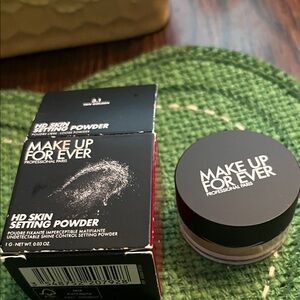 HD SKIN
SETTING POWDER
MAKE UP
FOR EVER
PROFESSIONAL PARIS
HD SKIN
SETTING POWDER
POUDRE FIXANTE IMPERCEPTIBLE MATIFIANTE
UNDETECTABLE SHINE CONTROL SETTING POWDER
1 G - NET WT. 0.03 OZ.
MAKE UP
FOR EVER
PROFESSIONAL PARIS